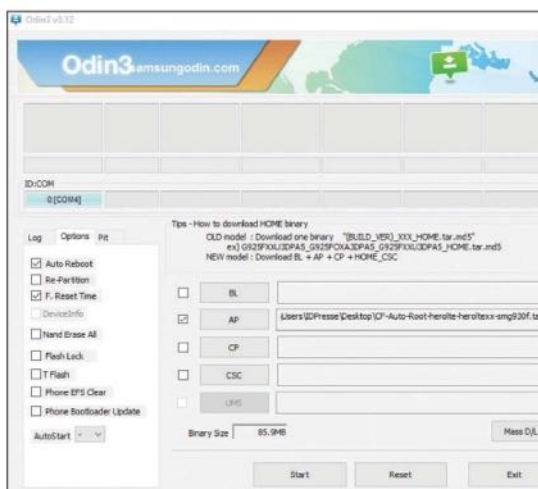 Odin3 v3.12
Odin3
samsungodin.com
ID:COM
0:[COM4]
Log Options Pit
Auto Reboot
Re-Partition
F. Reset Time
DeviceInfo
Nand Erase All
Flash Lock
T Flash
Phone EFS Clear
Phone Bootloader Update
AutoStart -
Tips - How to download HOME binary
OLD model : Download one binary "[BUILD_VER]_XXX_HOME.tar.md5"
ex) G925FXXU3DPA5_G925FOXA3DPA5_G925FXXU3DPA5_HOME.tar.md5
NEW model : Download BL + AP + CP + HOME_CSC
BL
AP
\Users\IDPresse\Desktop\CF-Auto-Root-herolte-heroltexx-smg930f.ta
CP
CSC
UMS
Binary Size 85.9MB
Mass D/L
Start Reset Exit